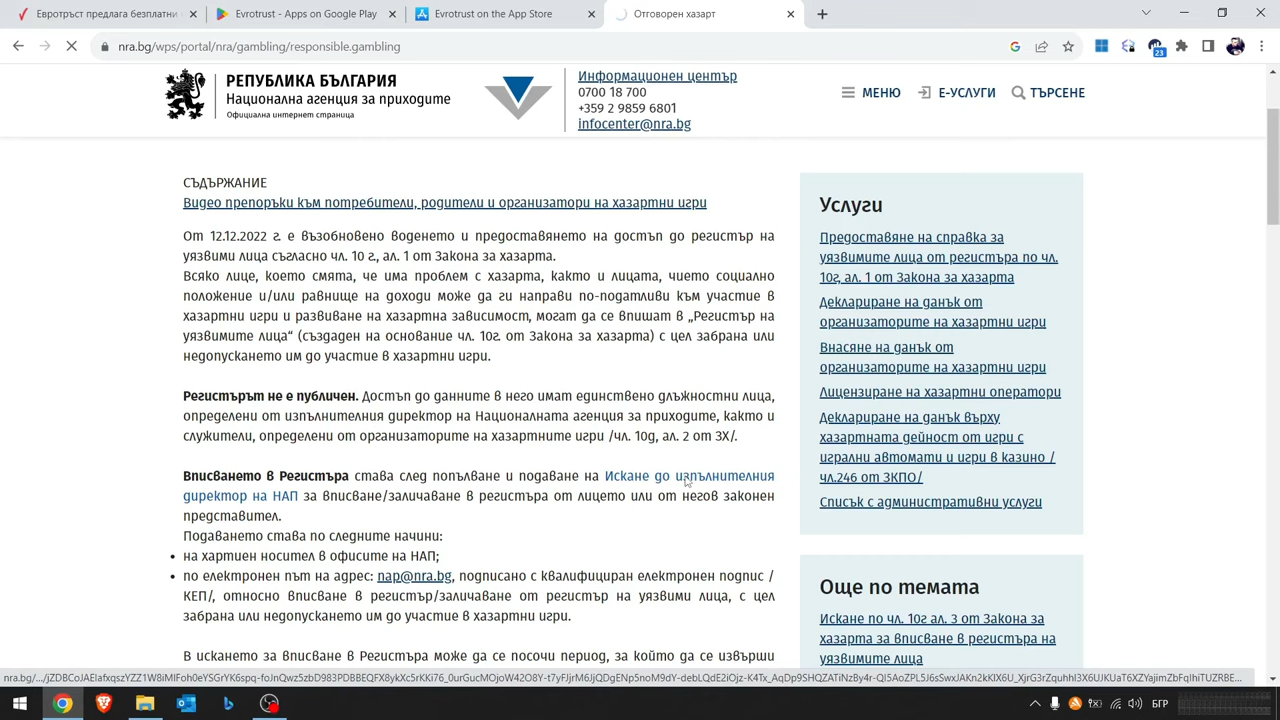 Евротръст предлага безплатни
Evrotrust - Apps on Google Play
Evrotrust on the App Store
Отговорен хазарт
nra.bg/wps/portal/nra/gambling/responsible.gambling
23
РЕПУБЛИКА БЪЛГАРИЯ
Национална агенция за приходите
Официална интернет страница
Информационен център
0700 18 700
+359 2 9859 6801
infocenter@nra.bg
МЕНЮ
Е-УСЛУГИ
ТЪРСЕНЕ
СЪДЪРЖАНИЕ
Видео препоръки към потребители, родители и организатори на хазартни игри
От 12.12.2022 г. е възобновено воденето и предоставянето на достъп до регистър на
уязвими лица съгласно чл. 10 г., ал. 1 от Закона за хазарта.
Всяко лице, което смята, че има проблем с хазарта, както и лицата, чието социално
положение и/или равнище на доходи може да ги направи по-податливи към участие в
хазартни игри и развиване на хазартна зависимост, могат да се впишат в „Регистър на
уязвимите лица“ (създаден на основание чл. 10г. от Закона за хазарта) с цел забрана или
недопускането им до участие в хазартни игри.
Регистърът не е публичен. Достъп до данните в него имат единствено длъжностни лица,
определени от изпълнителния директор на Националната агенция за приходите, както и
служители, определени от организаторите на хазартните игри /чл. 10д, ал. 2 от ЗХ/.
Вписването в Регистъра става след попълване и подаване на Искане до изпълнителния
директор на НАП за вписване/заличаване в регистъра от лицето или от негов законен
представител.
Подаването става по следните начини:
на хартиен носител в офисите на НАП;
по електронен път на адрес: nap@nra.bg, подписано с квалифициран електронен подпис /
КЕП/, относно вписване в регистър/заличаване от регистър на уязвими лица, с цел
забрана или недопускането им до участие в хазартни игри.
В искането за вписване в Регистъра може да се посочи период, за който да се извърши
Услуги
Предоставяне на справка за
уязвимите лица от регистъра по чл.
10г, ал. 1 от Закона за хазарта
Деклариране на данък от
организаторите на хазартни игри
Внасяне на данък от
организаторите на хазартни игри
Лицензиране на хазартни оператори
Деклариране на данък върху
хазартната дейност от игри с
игрални автомати и игри в казино /
чл.246 от ЗКПО/
Списък с административни услуги
Още по темата
Искане по чл. 10г ал. 3 от Закона за
хазарта за вписване в регистъра на
уязвимите лица
БГР